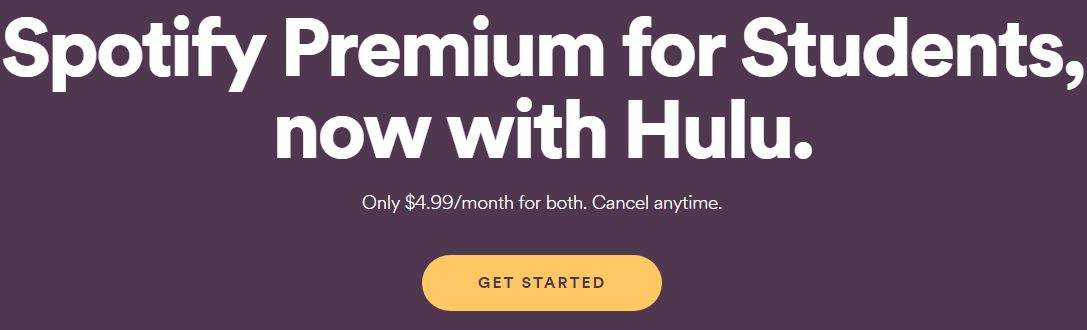 Spotify Premium for Students,
now with Hulu.
Only $4.99/month for both. Cancel anytime.
GET STARTED